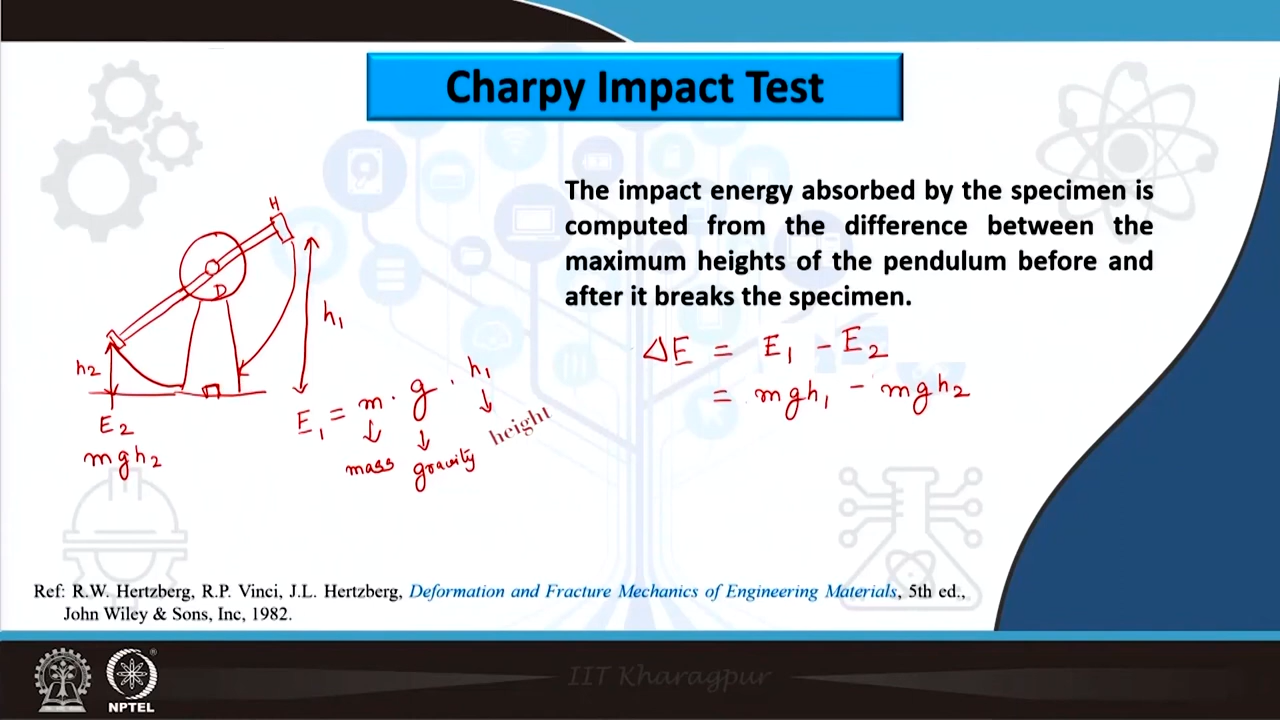 Charpy Impact Test
The impact energy absorbed by the specimen is
computed from the difference between the
maximum heights of the pendulum before and
after it breaks the specimen.
ΔE = E₁ − E₂
= mgh₁ − mgh₂
H
D
h₁
h₂
E₂
mgh₂
E₁ = m · g · h₁
mass gravity height
Ref: R.W. Hertzberg, R.P. Vinci, J.L. Hertzberg, Deformation and Fracture Mechanics of Engineering Materials, 5th ed.,
John Wiley & Sons, Inc, 1982.
IIT Kharagpur
NPTEL